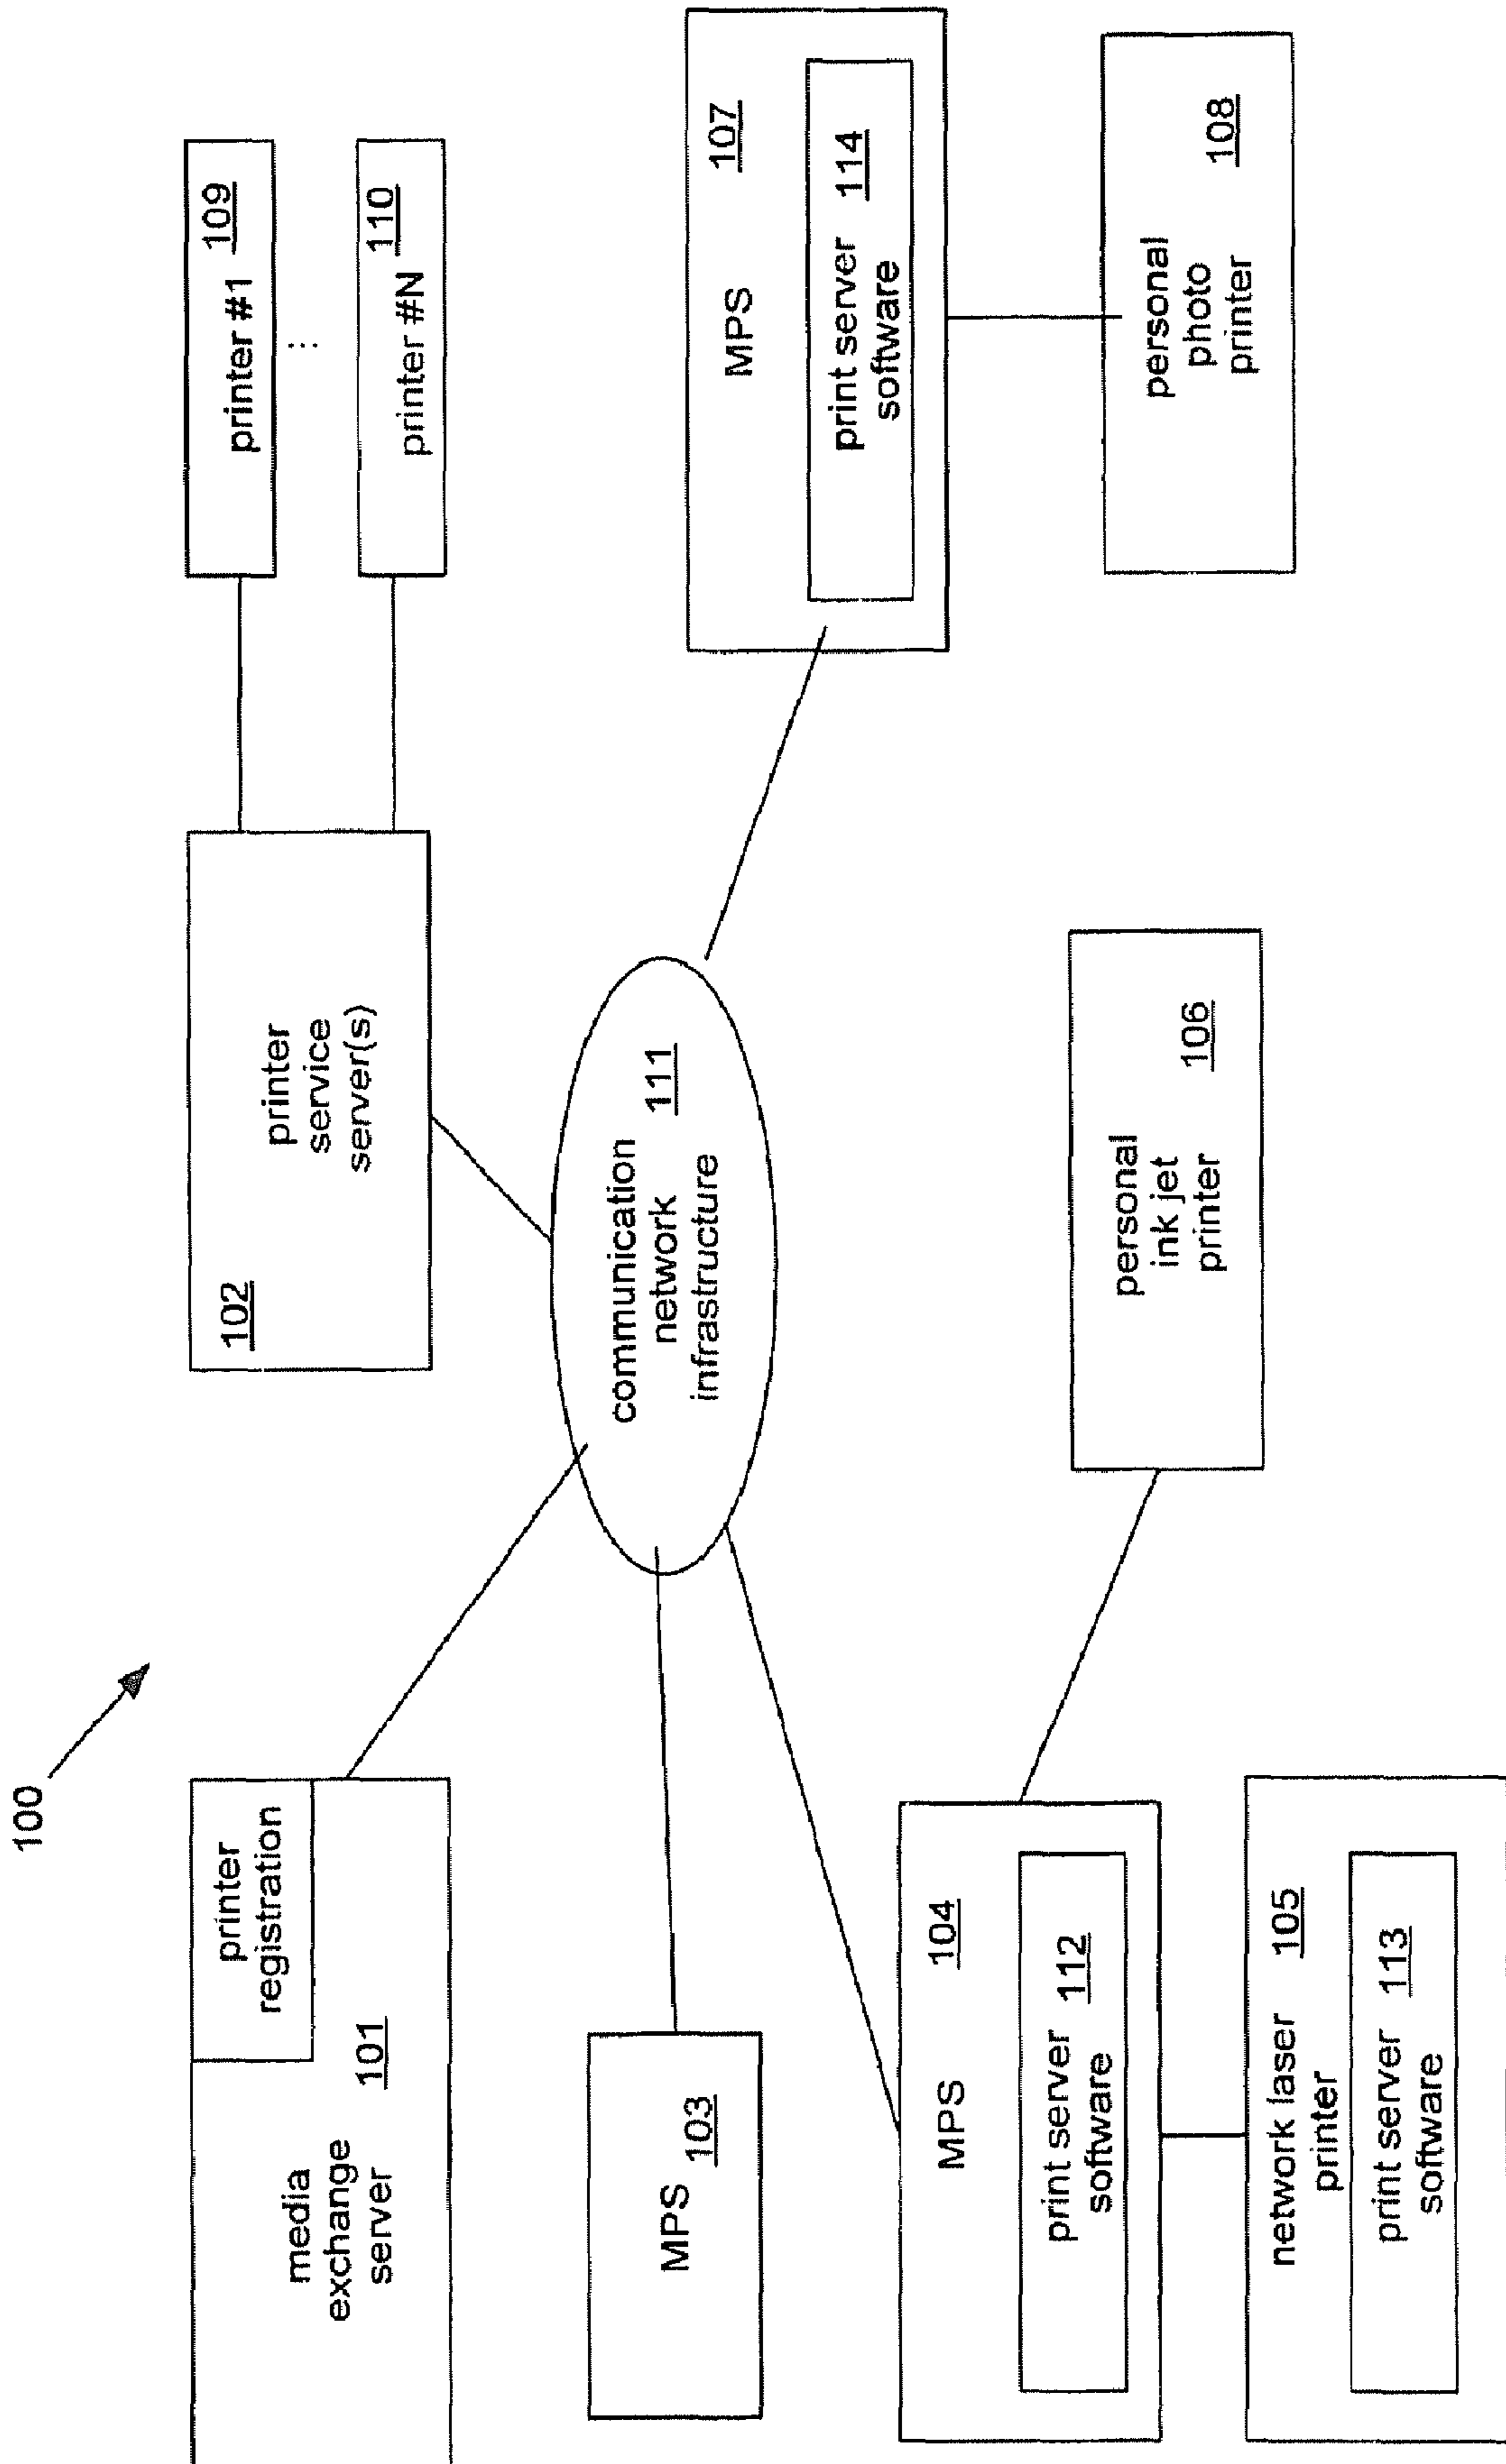 100
printer
registration
media
exchange
server
101
102
printer
service
server(s)
printer #1
109
...
printer #N
110
MPS
103
communication
network
infrastructure
111
MPS
107
print server
software
114
personal
photo
printer
108
MPS
104
print server
software
112
personal
ink jet
printer
106
network laser
printer
105
print server
software
113